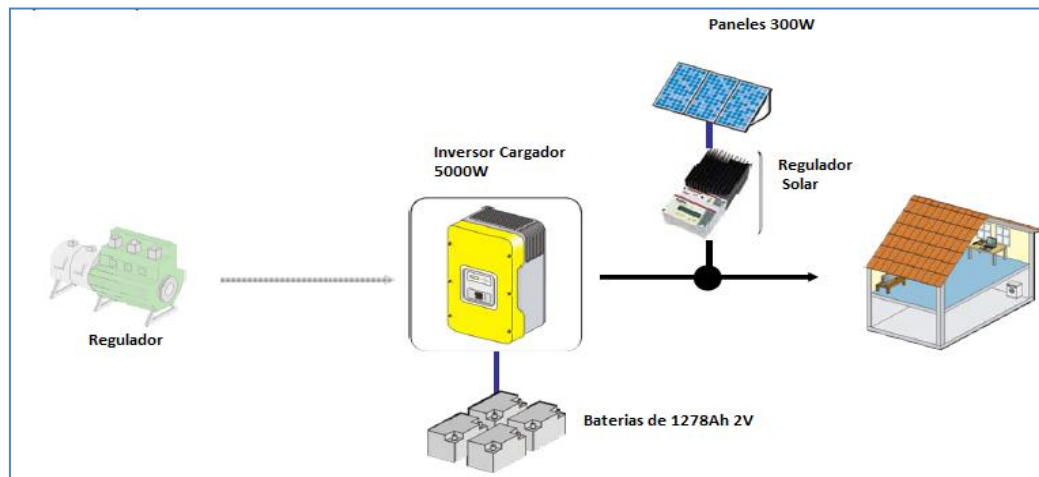 Paneles 300W
Inversor Cargador
5000W
Regulador
Solar
Regulador
Baterias de 1278Ah 2V